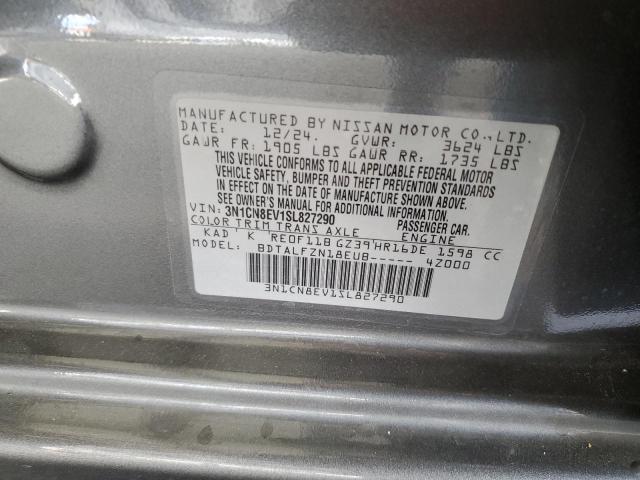 MANUFACTURED BY NISSAN MOTOR CO.,LTD.
DATE: 12/24. GVWR: 3624 LBS
GAWR FR: 1905 LBS GAWR RR: 1735 LBS
THIS VEHICLE CONFORMS TO ALL APPLICABLE FEDERAL MOTOR
VEHICLE SAFETY, BUMPER AND THEFT PREVENTION STANDARDS
IN EFFECT ON THE DATE OF MANUFACTURE SHOWN ABOVE
SEE OWNER'S MANUAL FOR ADDITIONAL INFORMATION
VIN: 3N1CN8EV1SL827290 PASSENGER CAR.
COLOR TRIM TRANS AXLE ENGINE
KAD ' K ' RE0F11B GZ39'HR16DE 1598 CC
MODEL: BDTALFZN18EUB----- 4Z000
3N1CN8EV1SL827290